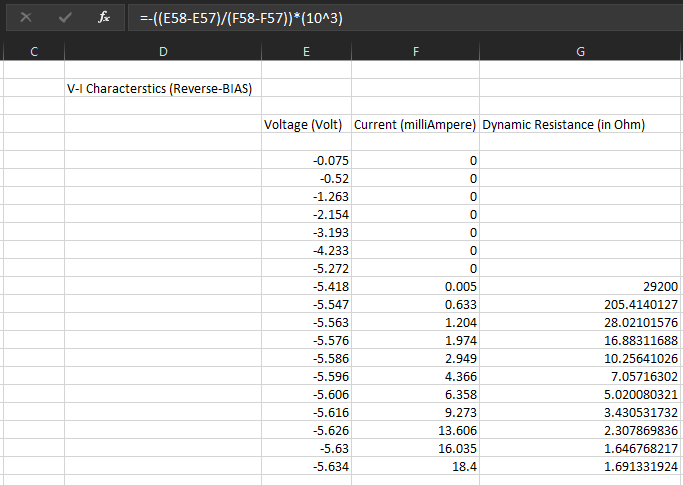 fx =-((E58-E57)/(F58-F57))*(10^3)
C D E F G
V-I Characterstics (Reverse-BIAS)
Voltage (Volt) Current (milliAmpere) Dynamic Resistance (in Ohm)
-0.075 0
-0.52 0
-1.263 0
-2.154 0
-3.193 0
-4.233 0
-5.272 0
-5.418 0.005 29200
-5.547 0.633 205.4140127
-5.563 1.204 28.02101576
-5.576 1.974 16.88311688
-5.586 2.949 10.25641026
-5.596 4.366 7.05716302
-5.606 6.358 5.020080321
-5.616 9.273 3.430531732
-5.626 13.606 2.307869836
-5.63 16.035 1.646768217
-5.634 18.4 1.691331924